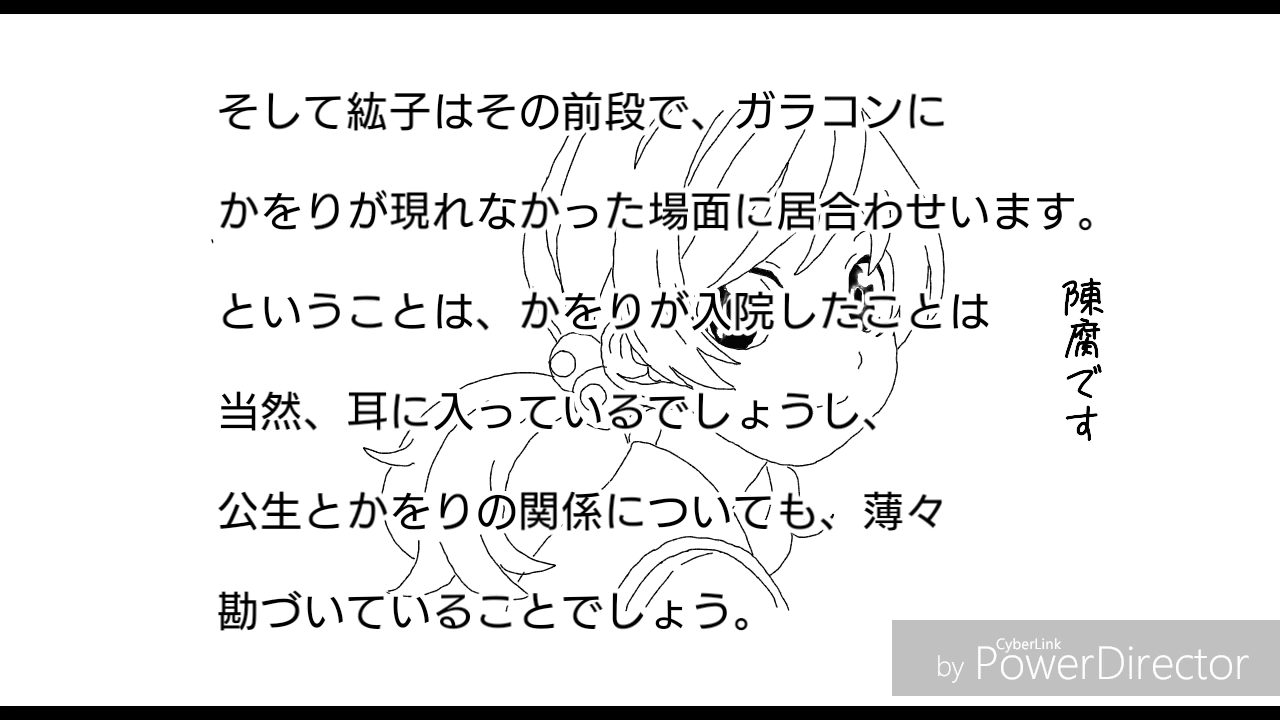 そして紘子はその前段で、ガラコンに
かをりが現れなかった場面に居合わせいます。
ということは、かをりが入院したことは
当然、耳に入っているでしょうし、
公生とかをりの関係についても、薄々
勘づいていることでしょう。
陳腐です
CyberLink
by PowerDirector